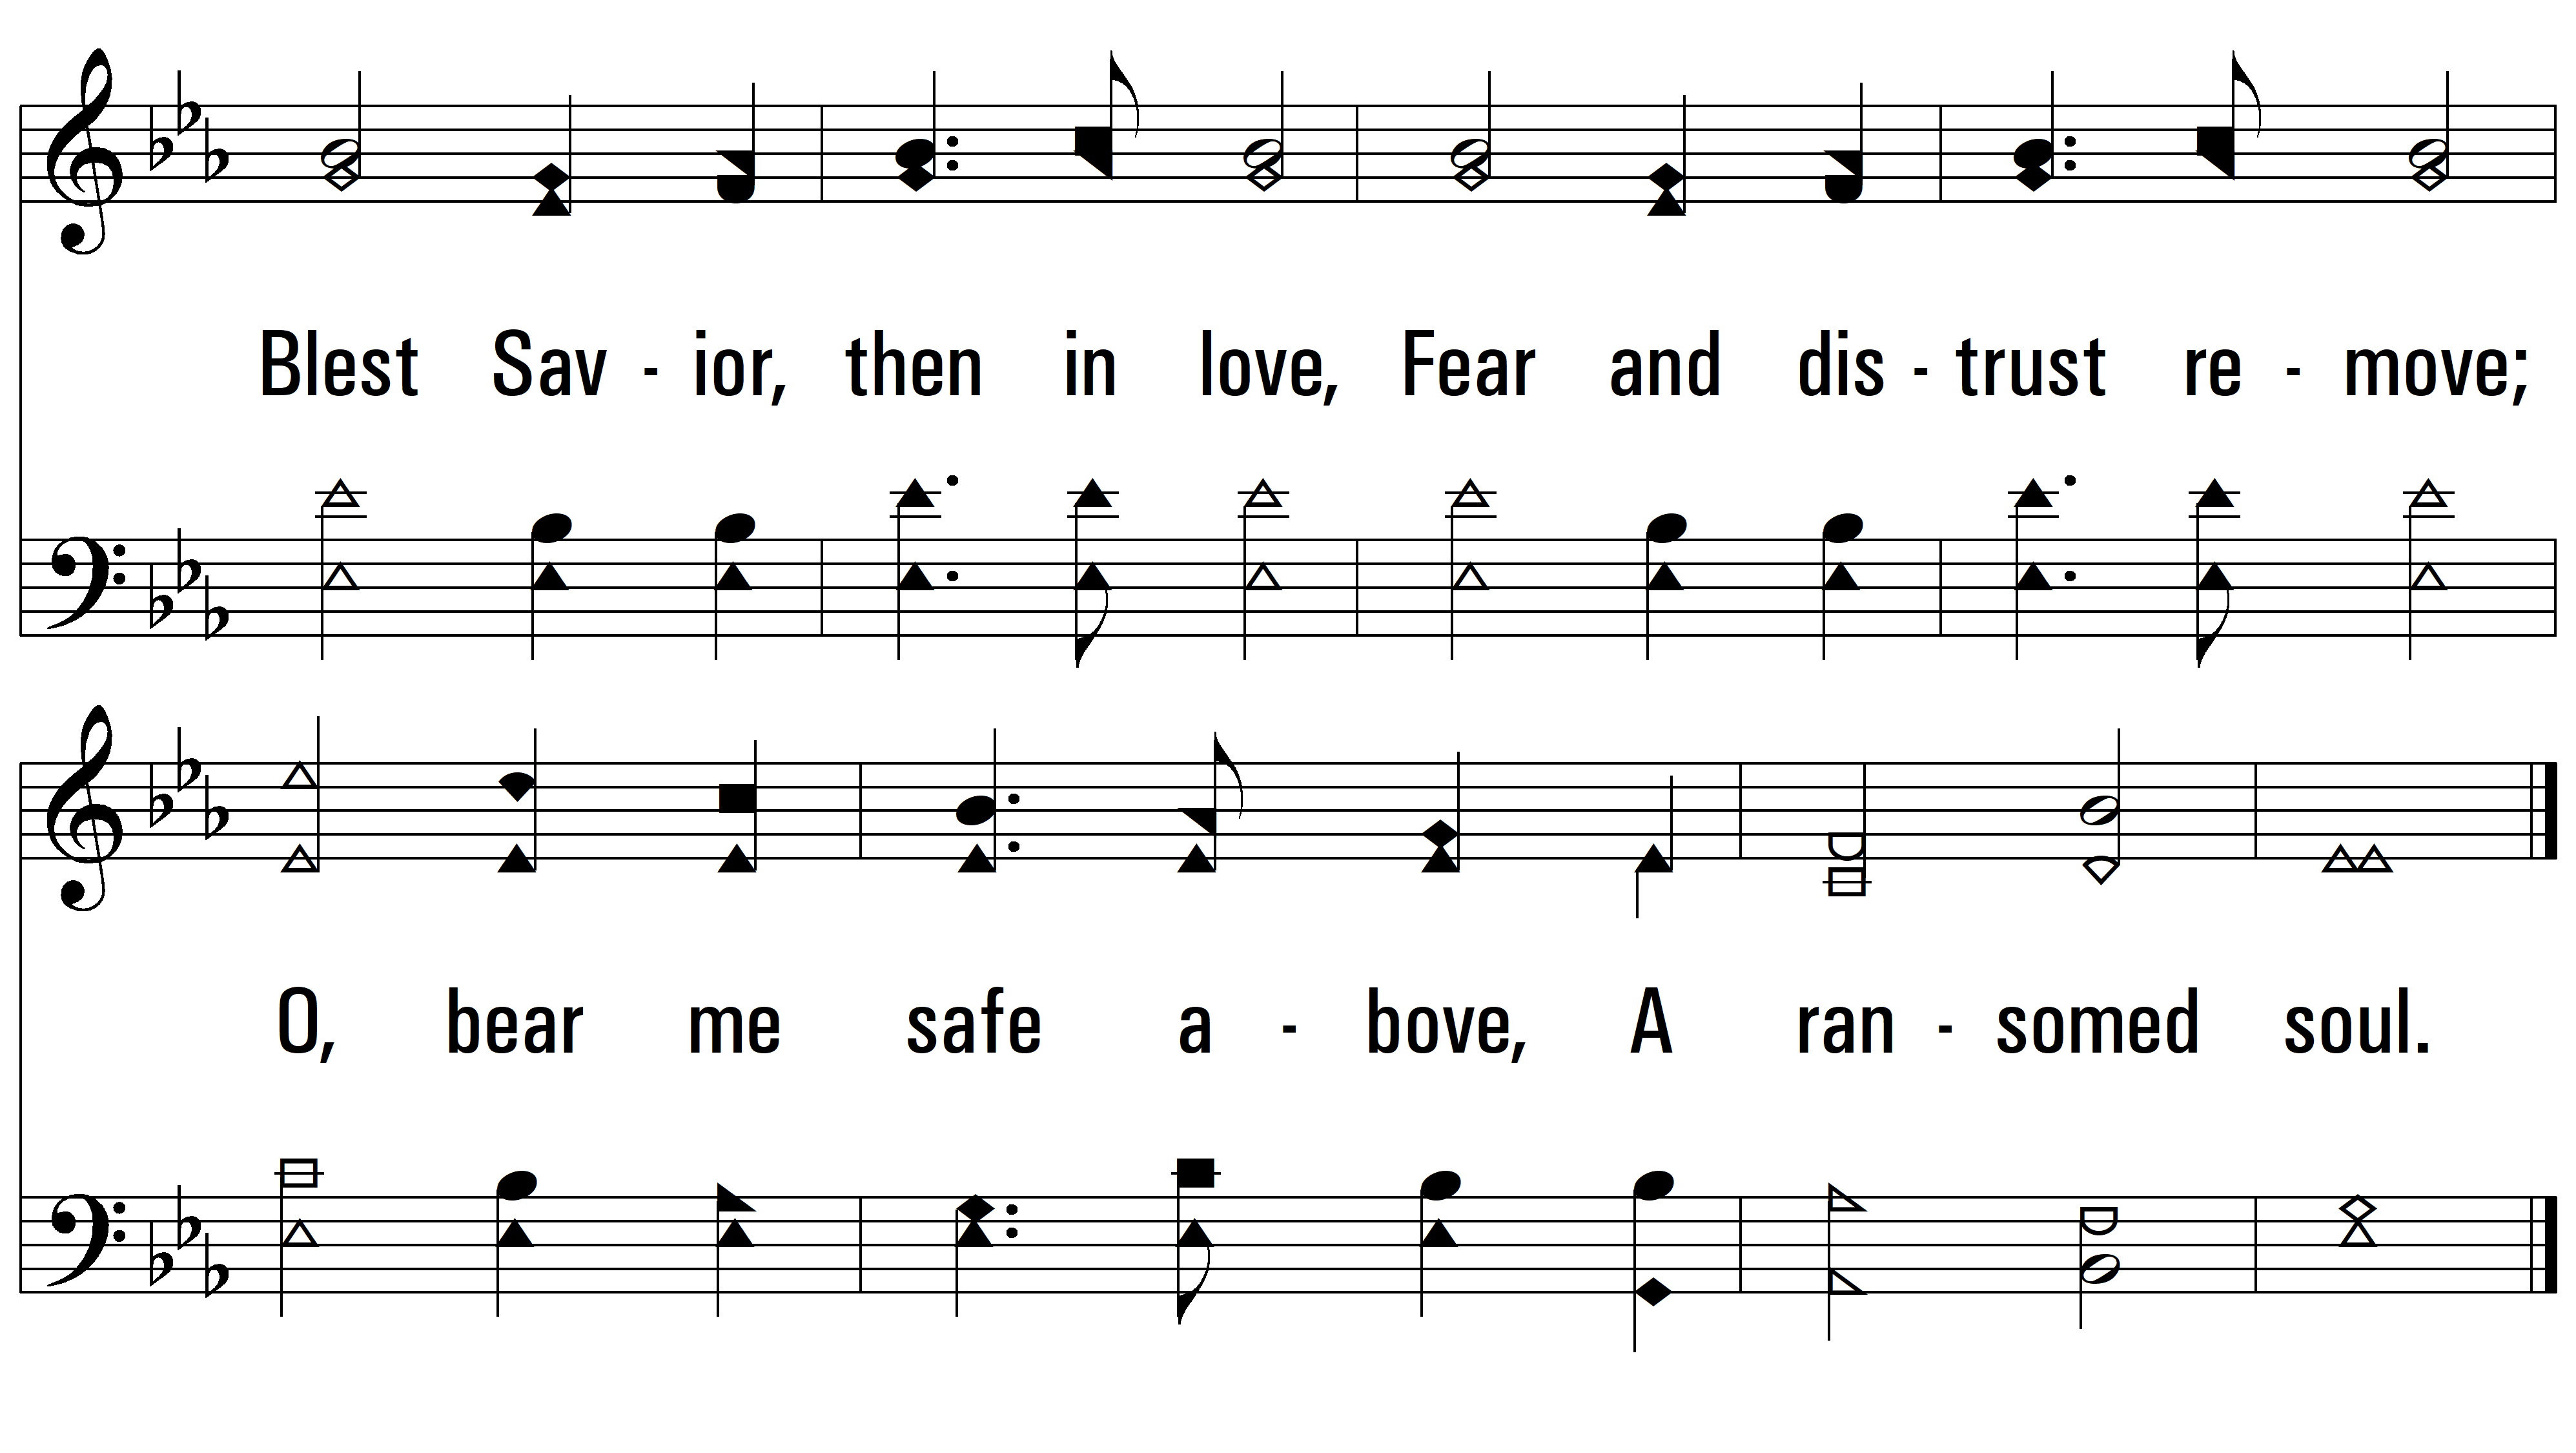 Blest Sav - ior, then in love, Fear and dis - trust re - move;
O, bear me safe a - bove, A ran - somed soul.